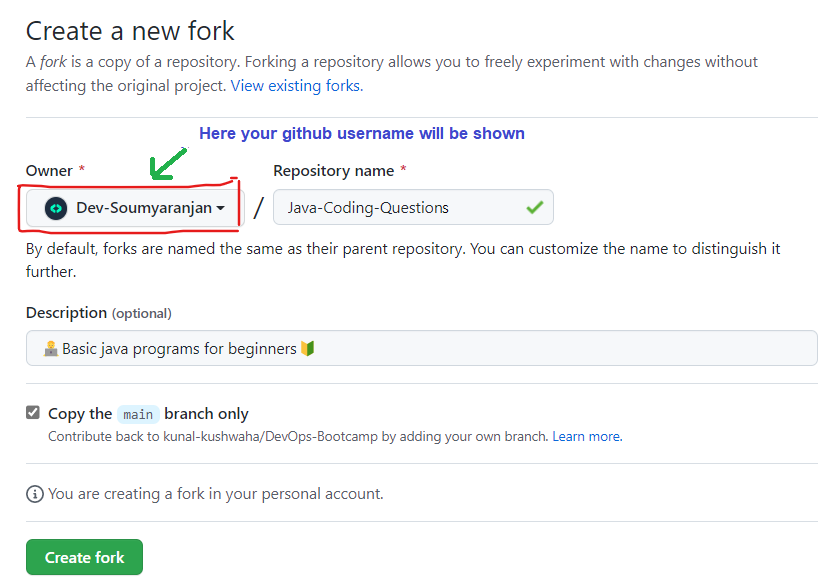 Create a new fork
A fork is a copy of a repository. Forking a repository allows you to freely experiment with changes without
affecting the original project. View existing forks.
Here your github username will be shown
Owner * Repository name *
Dev-Soumyaranjan / Java-Coding-Questions
By default, forks are named the same as their parent repository. You can customize the name to distinguish it
further.
Description (optional)
👨‍💻Basic java programs for beginners🔰
Copy the main branch only
Contribute back to kunal-kushwaha/DevOps-Bootcamp by adding your own branch. Learn more.
You are creating a fork in your personal account.
Create fork